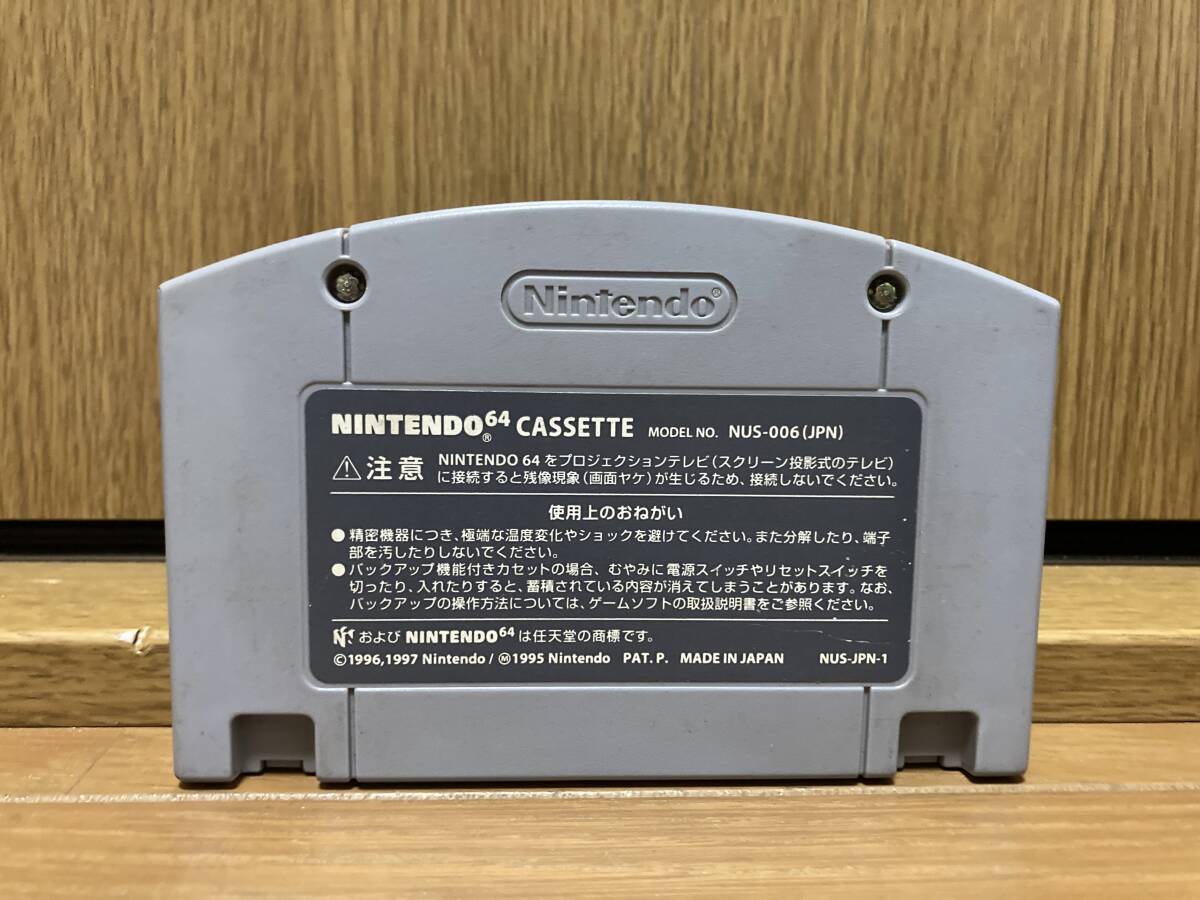 Nintendo®
NINTENDO64® CASSETTE MODEL NO. NUS-006(JPN)
⚠注意 NINTENDO 64をプロジェクションテレビ(スクリーン投影式のテレビ)
に接続すると残像現象(画面ヤケ)が生じるため、接続しないでください。
使用上のおねがい
●精密機器につき、極端な温度変化やショックを避けてください。また分解したり、端子
部を汚したりしないでください。
●バックアップ機能付きカセットの場合、むやみに電源スイッチやリセットスイッチを
切ったり、入れたりすると、蓄積されている内容が消えてしまうことがあります。なお、
バックアップの操作方法については、ゲームソフトの取扱説明書をご参照ください。
および NINTENDO64は任天堂の商標です。
©1996,1997 Nintendo / Ⓜ1995 Nintendo PAT. P. MADE IN JAPAN NUS-JPN-1